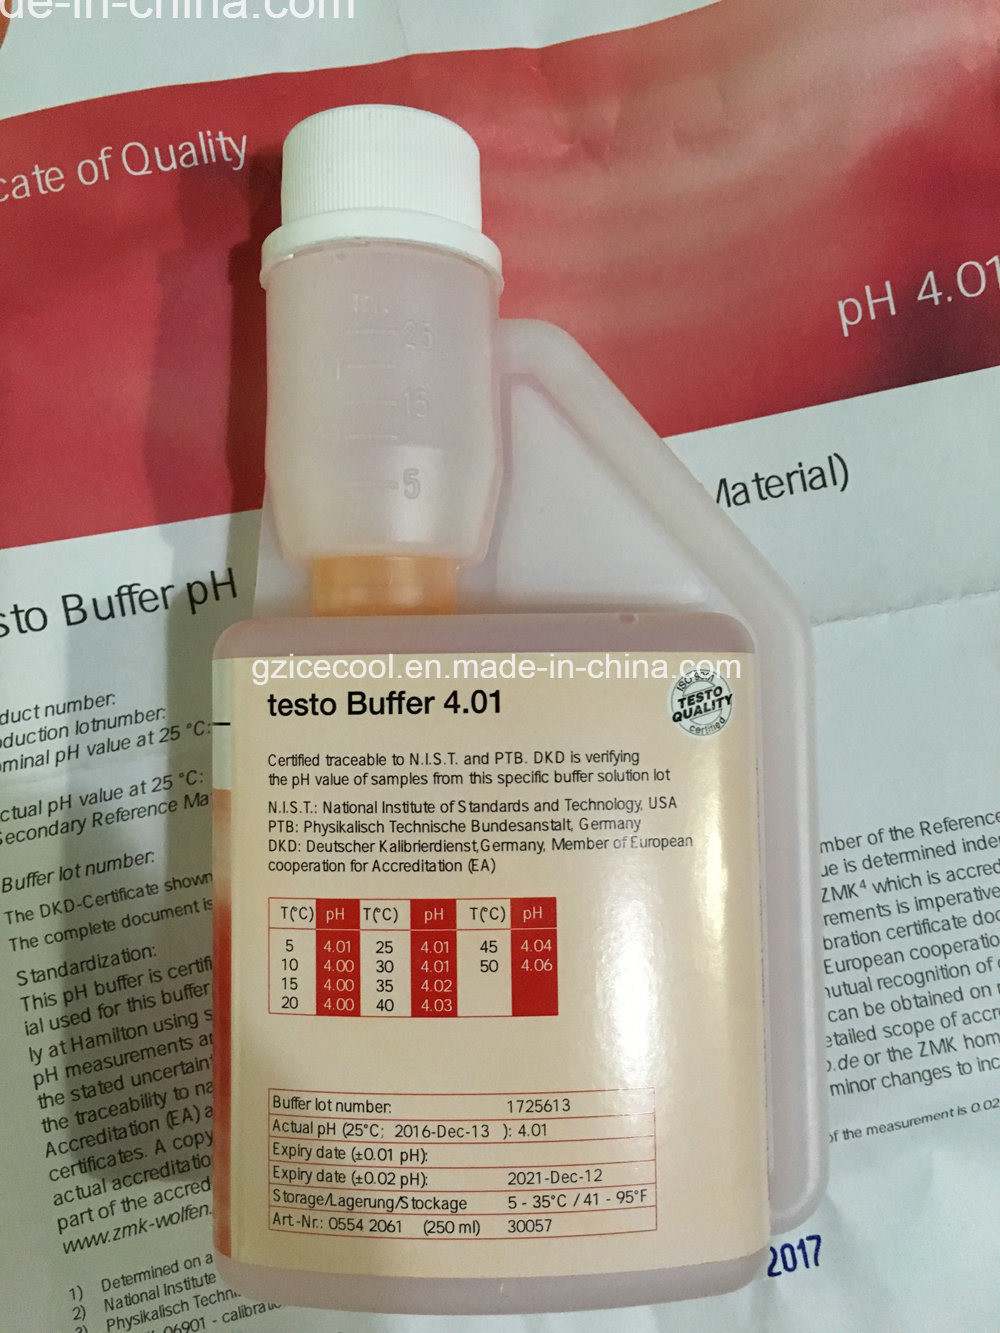 de-in-china.com
cate of Quality
pH 4.01
Material)
sto Buffer pH
gzicecool.en.made-in-china.com
duct number:
oduction lotnumber:
minal pH value at 25 °C:
ctual pH value at 25 °C:
Secondary Reference Ma
Buffer lot number:
The DKD-Certificate shown
The complete document is
Standardization:
This pH buffer is certifi
ial used for this buffer
ly at Hamilton using s
pH measurements a
the stated uncertain
the traceability to na
Accreditation (EA) a
certificates. A copy
actual accreditatio
part of the accred
www.zmk-wolfen.
1) Determined on a
2) National Institute
Physikalisch Techn
06901 - calibra
25
15
5
testo Buffer 4.01
TESTO
QUALITY
certified
Certified traceable to N.I.S.T. and PTB. DKD is verifying
the pH value of samples from this specific buffer solution lot
N.I.S.T.: National Institute of Standards and Technology, USA
PTB: Physikalisch Technische Bundesanstalt, Germany
DKD: Deutscher Kalibrierdienst,Germany, Member of European
cooperation for Accreditation (EA)
T(°C) pH T(°C) pH T(°C) pH
5 4.01 25 4.01 45 4.04
10 4.00 30 4.01 50 4.06
15 4.00 35 4.02
20 4.00 40 4.03
Buffer lot number: 1725613
Actual pH (25°C; 2016-Dec-13 ): 4.01
Expiry date (±0.01 pH):
Expiry date (±0.02 pH): 2021-Dec-12
Storage/Lagerung/Stockage 5 - 35°C / 41 - 95°F
Art.-Nr.: 0554 2061 (250 ml) 30057
mber of the Reference
ue is determined inde
ZMK⁴ which is accred
rements is imperative
bration certificate doc
European cooperatio
utual recognition of
can be obtained on
etailed scope of accr
.de or the ZMK hom
minor changes to inc
of the measurement is 0.02
2017